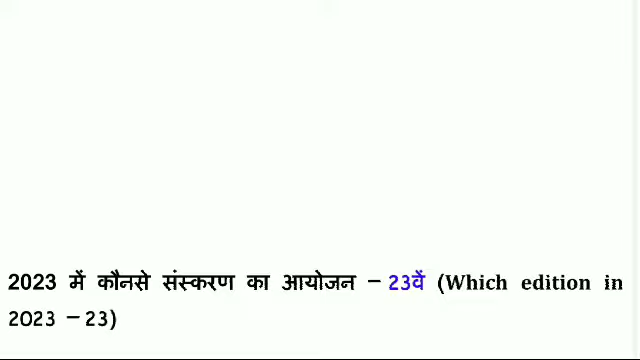 2023 में कौनसे संस्करण का आयोजन – 23वें (Which edition in
2023 – 23)